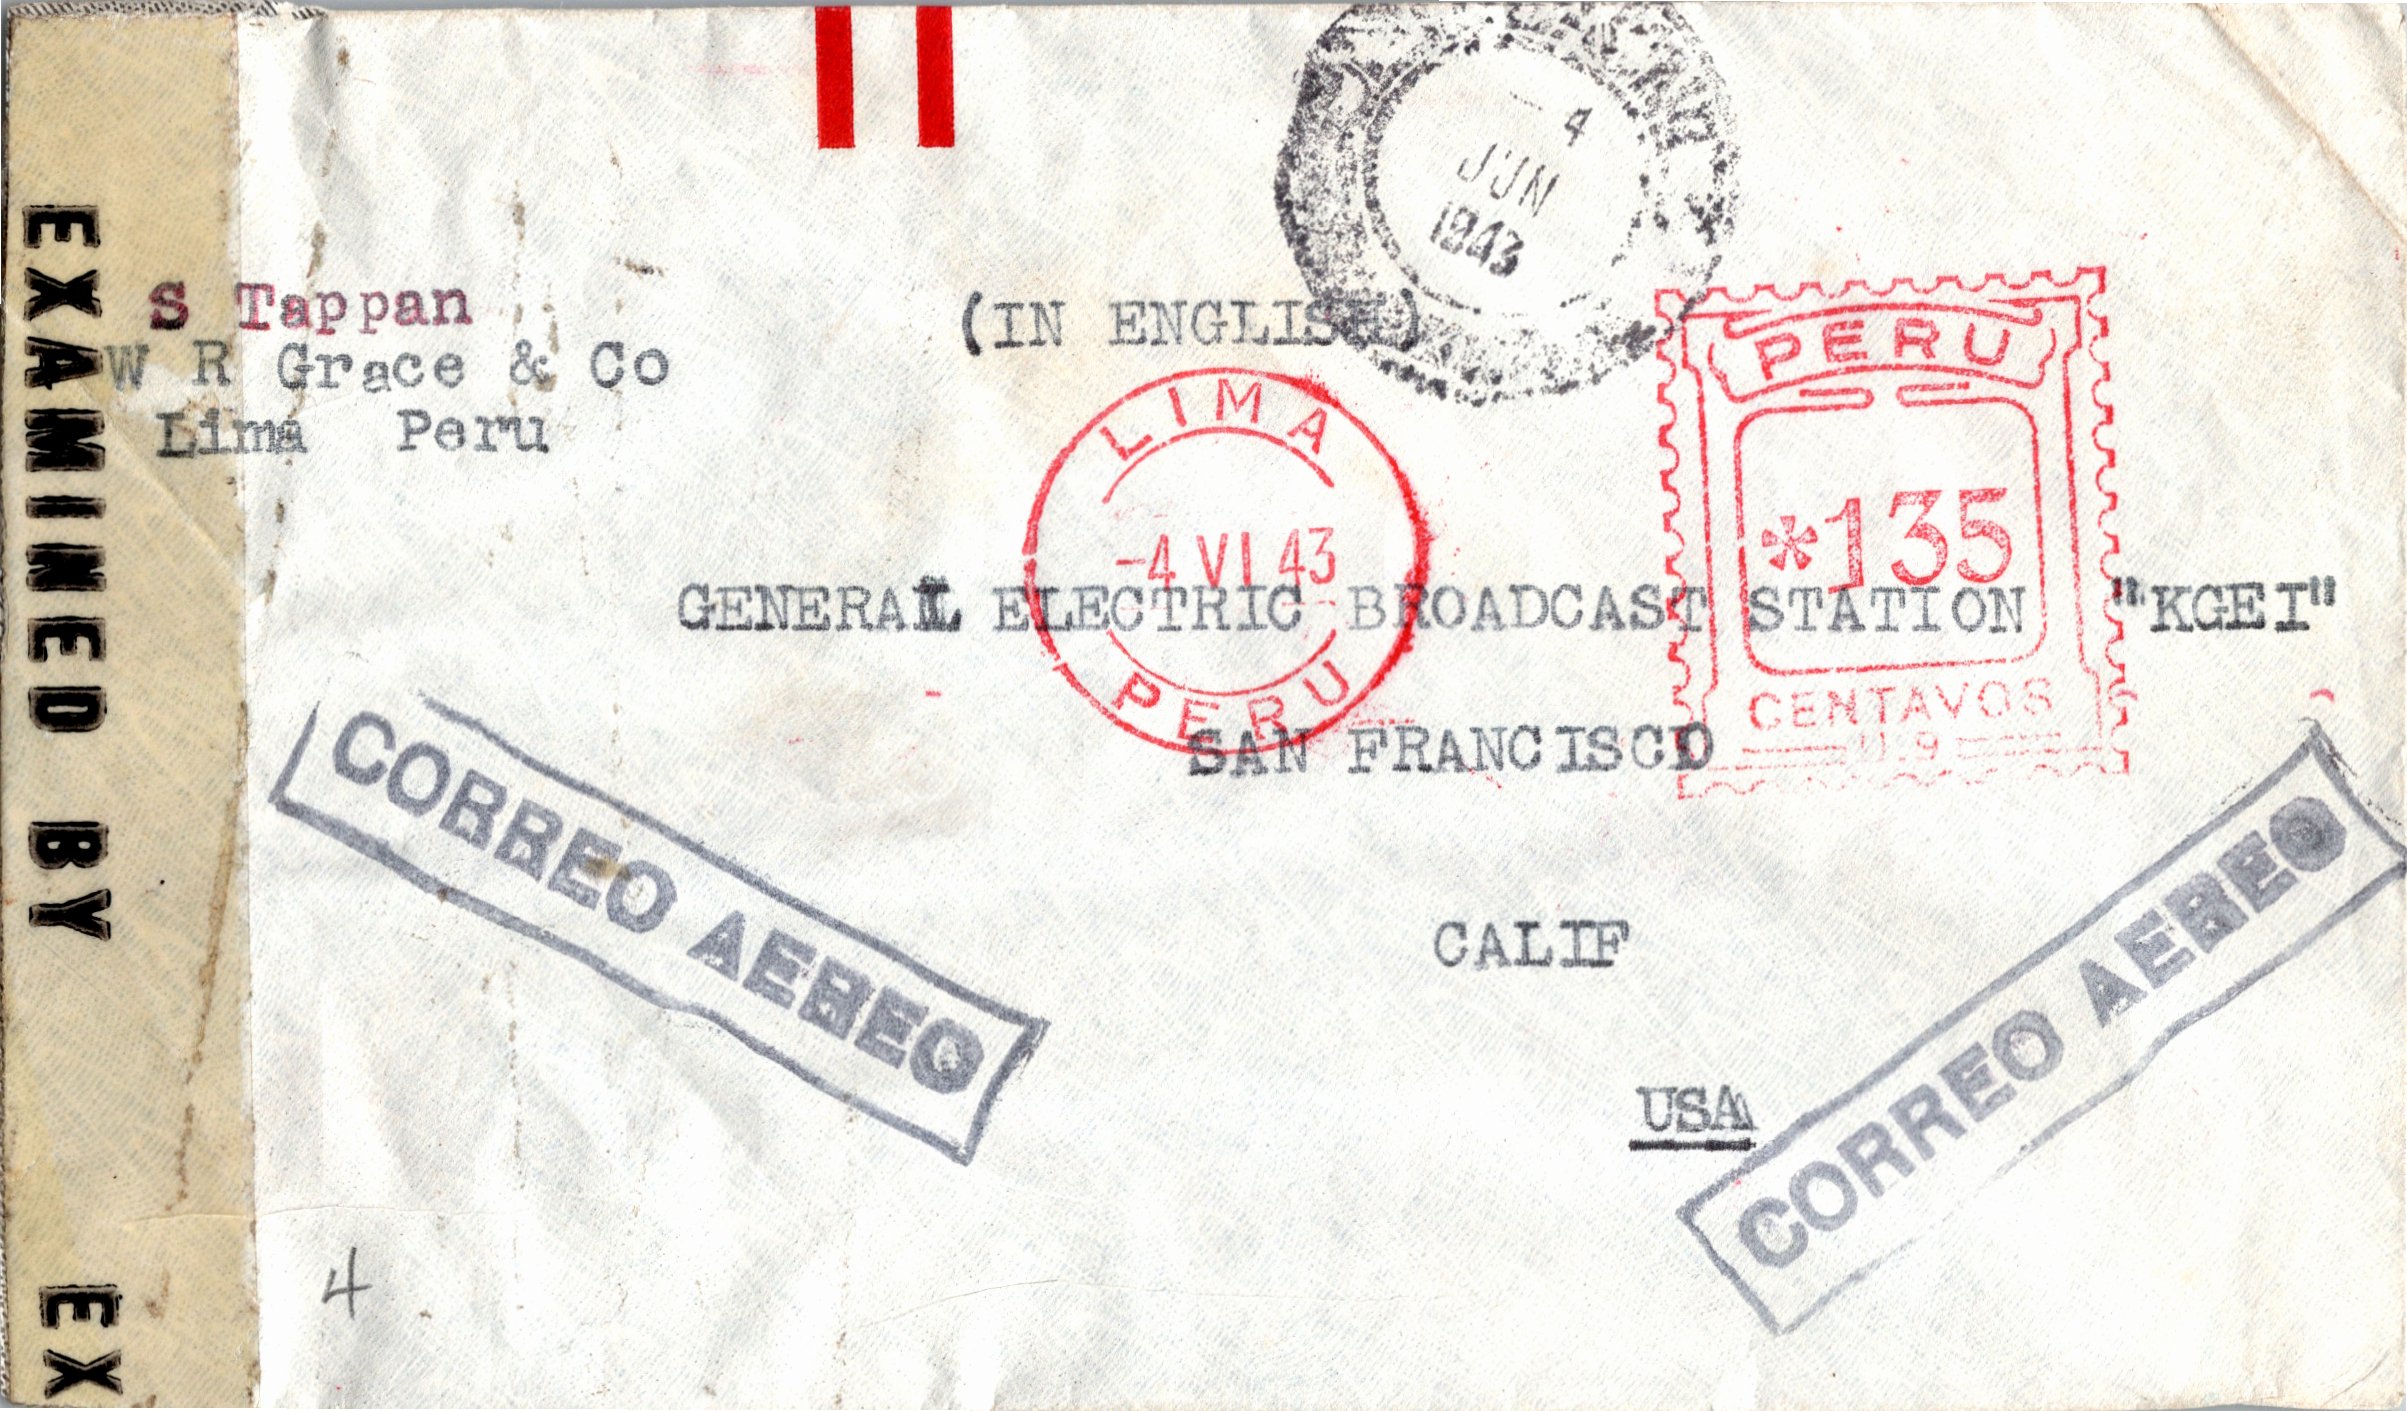 EXAMINED BY
EX
S Tappan
W R Grace & Co
Lima Peru
(IN ENGLISH)
4
JUN
1943
LIMA
-4 VI 43
PERU
PERU
*135
CENTAVOS
U.9
GENERAL ELECTRIC BROADCAST STATION "KGEI"
SAN FRANCISCO
CALIF
USA
CORREO AEREO
CORREO AEREO
4